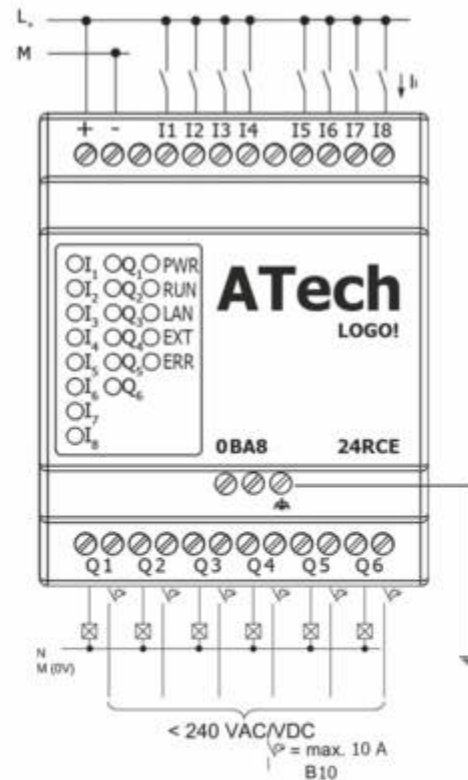 L+
M
Ii
+ - I1 I2 I3 I4 I5 I6 I7 I8
I1 Q1 PWR
I2 Q2 RUN
I3 Q3 LAN
I4 Q4 EXT
I5 Q5 ERR
I6 Q6
I7
I8
ATech
LOGO!
0BA8 24RCE
Q1 Q2 Q3 Q4 Q5 Q6
N
M (0V)
< 240 VAC/VDC
= max. 10 A
B10